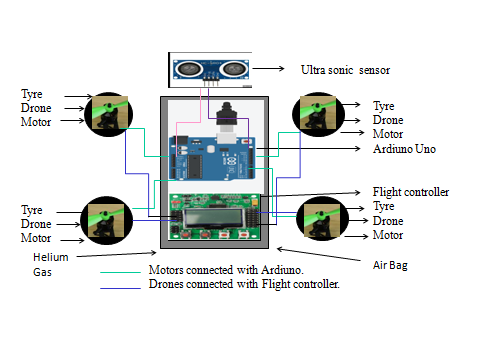 Ultra sonic sensor
Tyre
Drone
Motor
Tyre
Drone
Motor
Ardiuno Uno
Flight controller
Tyre
Drone
Motor
Tyre
Drone
Motor
Helium
Gas
Air Bag
Motors connected with Ardiuno.
Drones connected with Flight controller.